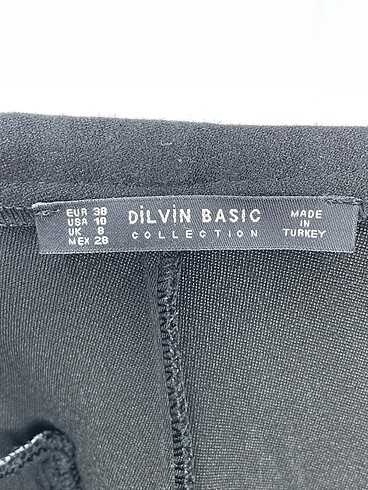 EUR 38
USA 10
UK 8
MEX 28
DİLVİN BASIC
COLLECTION
MADE
IN
TURKEY